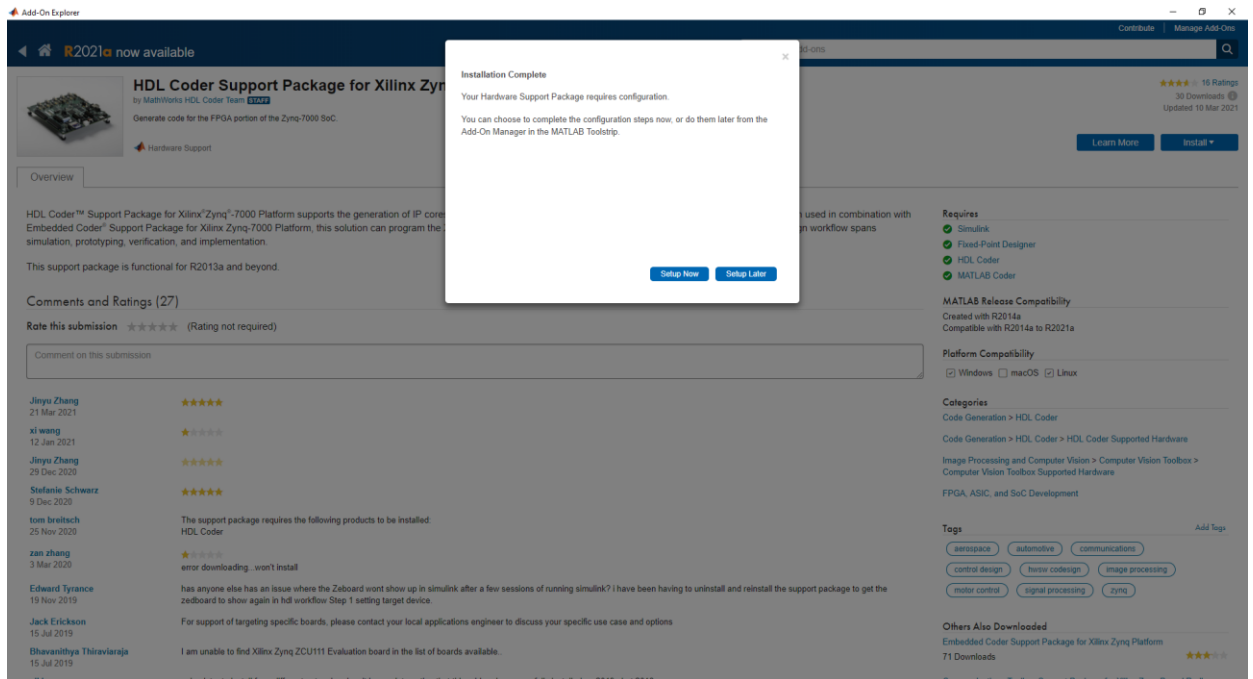 Add-On Explorer
Contribute | Manage Add-Ons
R2021a now available
dd-ons
HDL Coder Support Package for Xilinx Zyn
by MathWorks HDL Coder Team STAFF
Generate code for the FPGA portion of the Zynq-7000 SoC.
Hardware Support
16 Ratings
30 Downloads
Updated 10 Mar 2021
Learn More
Install
Installation Complete
Your Hardware Support Package requires configuration.
You can choose to complete the configuration steps now, or do them later from the
Add-On Manager in the MATLAB Toolstrip.
Setup Now
Setup Later
Overview
HDL Coder™ Support Package for Xilinx® Zynq®-7000 Platform supports the generation of IP core
n used in combination with
Embedded Coder® Support Package for Xilinx Zynq-7000 Platform, this solution can program the
gn workflow spans
simulation, prototyping, verification, and implementation.
This support package is functional for R2013a and beyond.
Comments and Ratings (27)
Rate this submission (Rating not required)
Comment on this submission
Jinyu Zhang
21 Mar 2021
xi wang
12 Jan 2021
Jinyu Zhang
29 Dec 2020
Stefanie Schwarz
9 Dec 2020
tom breitsch
25 Nov 2020
The support package requires the following products to be installed:
HDL Coder
zan zhang
3 Mar 2020
error downloading...won't install
Edward Tyrance
19 Nov 2019
has anyone else has an issue where the Zeboard wont show up in simulink after a few sessions of running simulink? i have been having to uninstall and reinstall the support package to get the
zedboard to show again in hdl workflow Step 1 setting target device.
Jack Erickson
15 Jul 2019
For support of targeting specific boards, please contact your local applications engineer to discuss your specific use case and options
Bhavanithya Thiraviaraja
15 Jul 2019
I am unable to find Xilinx Zynq ZCU111 Evaluation board in the list of boards available..
Requires
Simulink
Fixed-Point Designer
HDL Coder
MATLAB Coder
MATLAB Release Compatibility
Created with R2014a
Compatible with R2014a to R2021a
Platform Compatibility
Windows macOS Linux
Categories
Code Generation > HDL Coder
Code Generation > HDL Coder > HDL Coder Supported Hardware
Image Processing and Computer Vision > Computer Vision Toolbox >
Computer Vision Toolbox Supported Hardware
FPGA, ASIC, and SoC Development
Tags
Add Tags
aerospace
automotive
communications
control design
hwsw codesign
image processing
motor control
signal processing
zynq
Others Also Downloaded
Embedded Coder Support Package for Xilinx Zynq Platform
71 Downloads